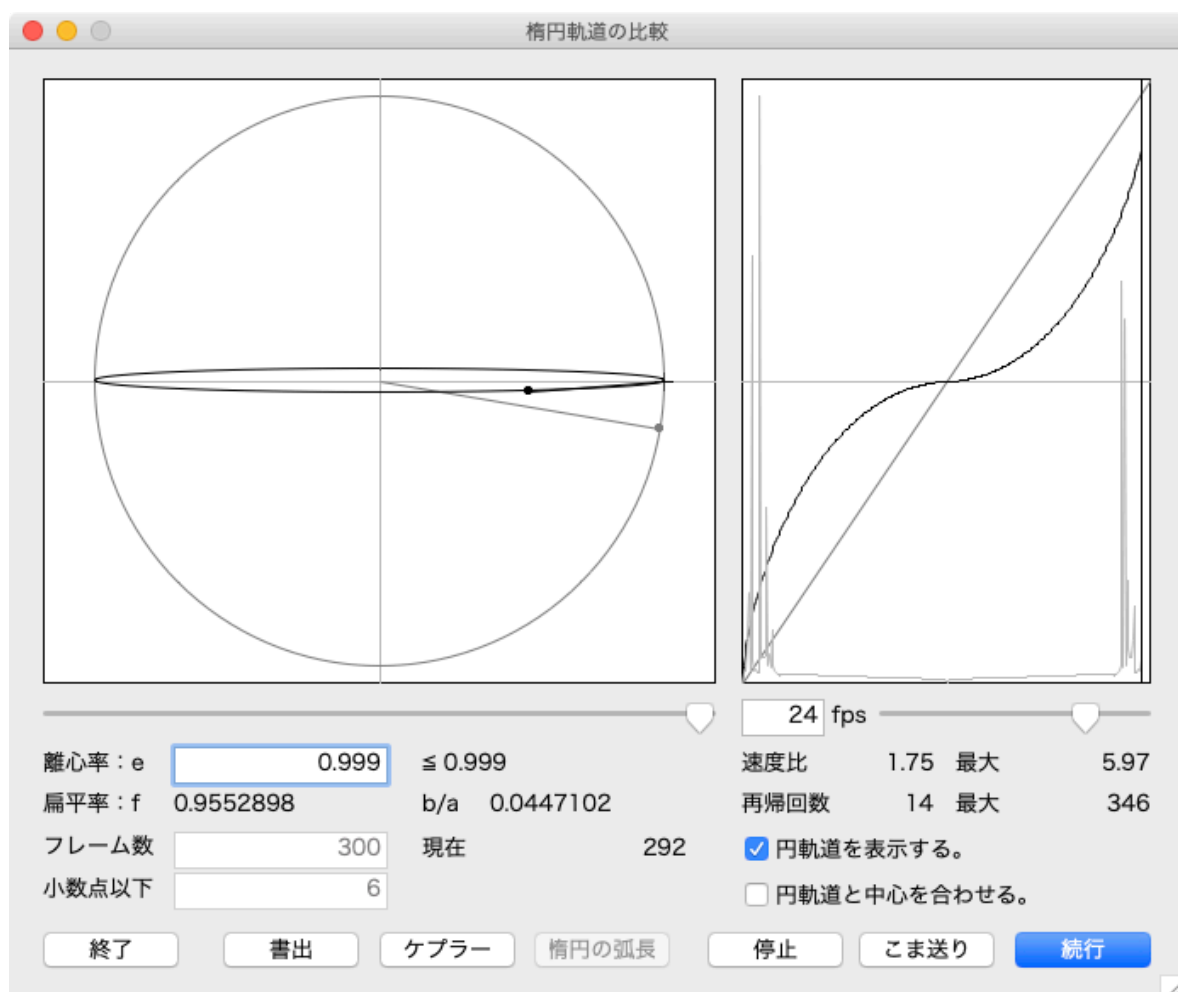 楕円軌道の比較
24 fps
離心率：e 0.999 ≦ 0.999 速度比 1.75 最大 5.97
扁平率：f 0.9552898 b/a 0.0447102 再帰回数 14 最大 346
フレーム数 300 現在 292 円軌道を表示する。
小数点以下 6 円軌道と中心を合わせる。
終了 書出 ケプラー 楕円の弧長 停止 こま送り 続行